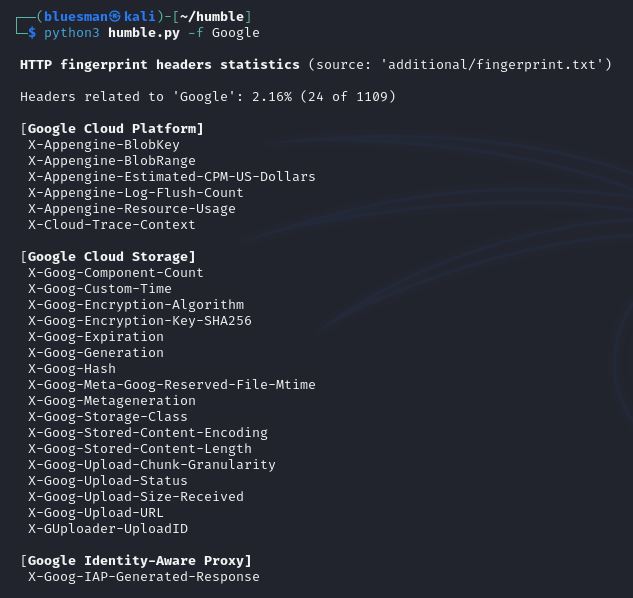 ┌──(bluesman㉿kali)-[~/humble]
└─$ python3 humble.py -f Google
HTTP fingerprint headers statistics (source: 'additional/fingerprint.txt')
Headers related to 'Google': 2.16% (24 of 1109)
[Google Cloud Platform]
X-Appengine-BlobKey
X-Appengine-BlobRange
X-Appengine-Estimated-CPM-US-Dollars
X-Appengine-Log-Flush-Count
X-Appengine-Resource-Usage
X-Cloud-Trace-Context
[Google Cloud Storage]
X-Goog-Component-Count
X-Goog-Custom-Time
X-Goog-Encryption-Algorithm
X-Goog-Encryption-Key-SHA256
X-Goog-Expiration
X-Goog-Generation
X-Goog-Hash
X-Goog-Meta-Goog-Reserved-File-Mtime
X-Goog-Metageneration
X-Goog-Storage-Class
X-Goog-Stored-Content-Encoding
X-Goog-Stored-Content-Length
X-Goog-Upload-Chunk-Granularity
X-Goog-Upload-Status
X-Goog-Upload-Size-Received
X-Goog-Upload-URL
X-GUploader-UploadID
[Google Identity-Aware Proxy]
X-Goog-IAP-Generated-Response